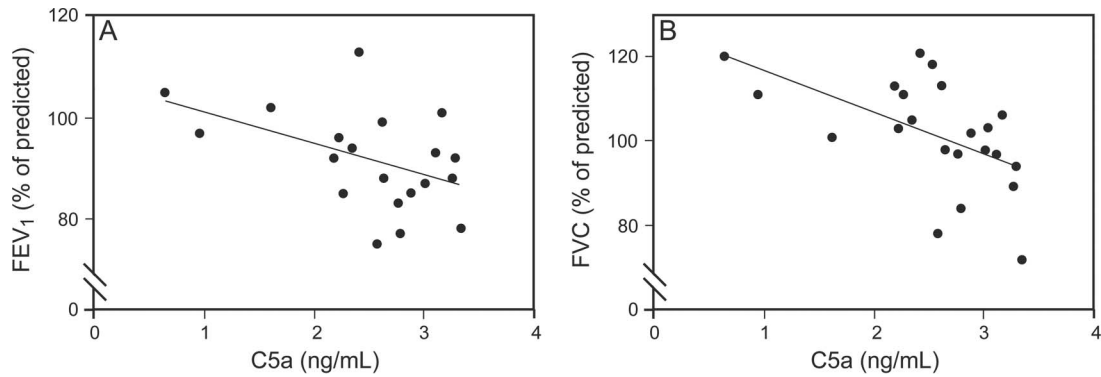 A
FEV1 (% of predicted)
120
100
80
0
0 1 2 3 4
C5a (ng/mL)
B
FVC (% of predicted)
120
100
80
0
0 1 2 3 4
C5a (ng/mL)